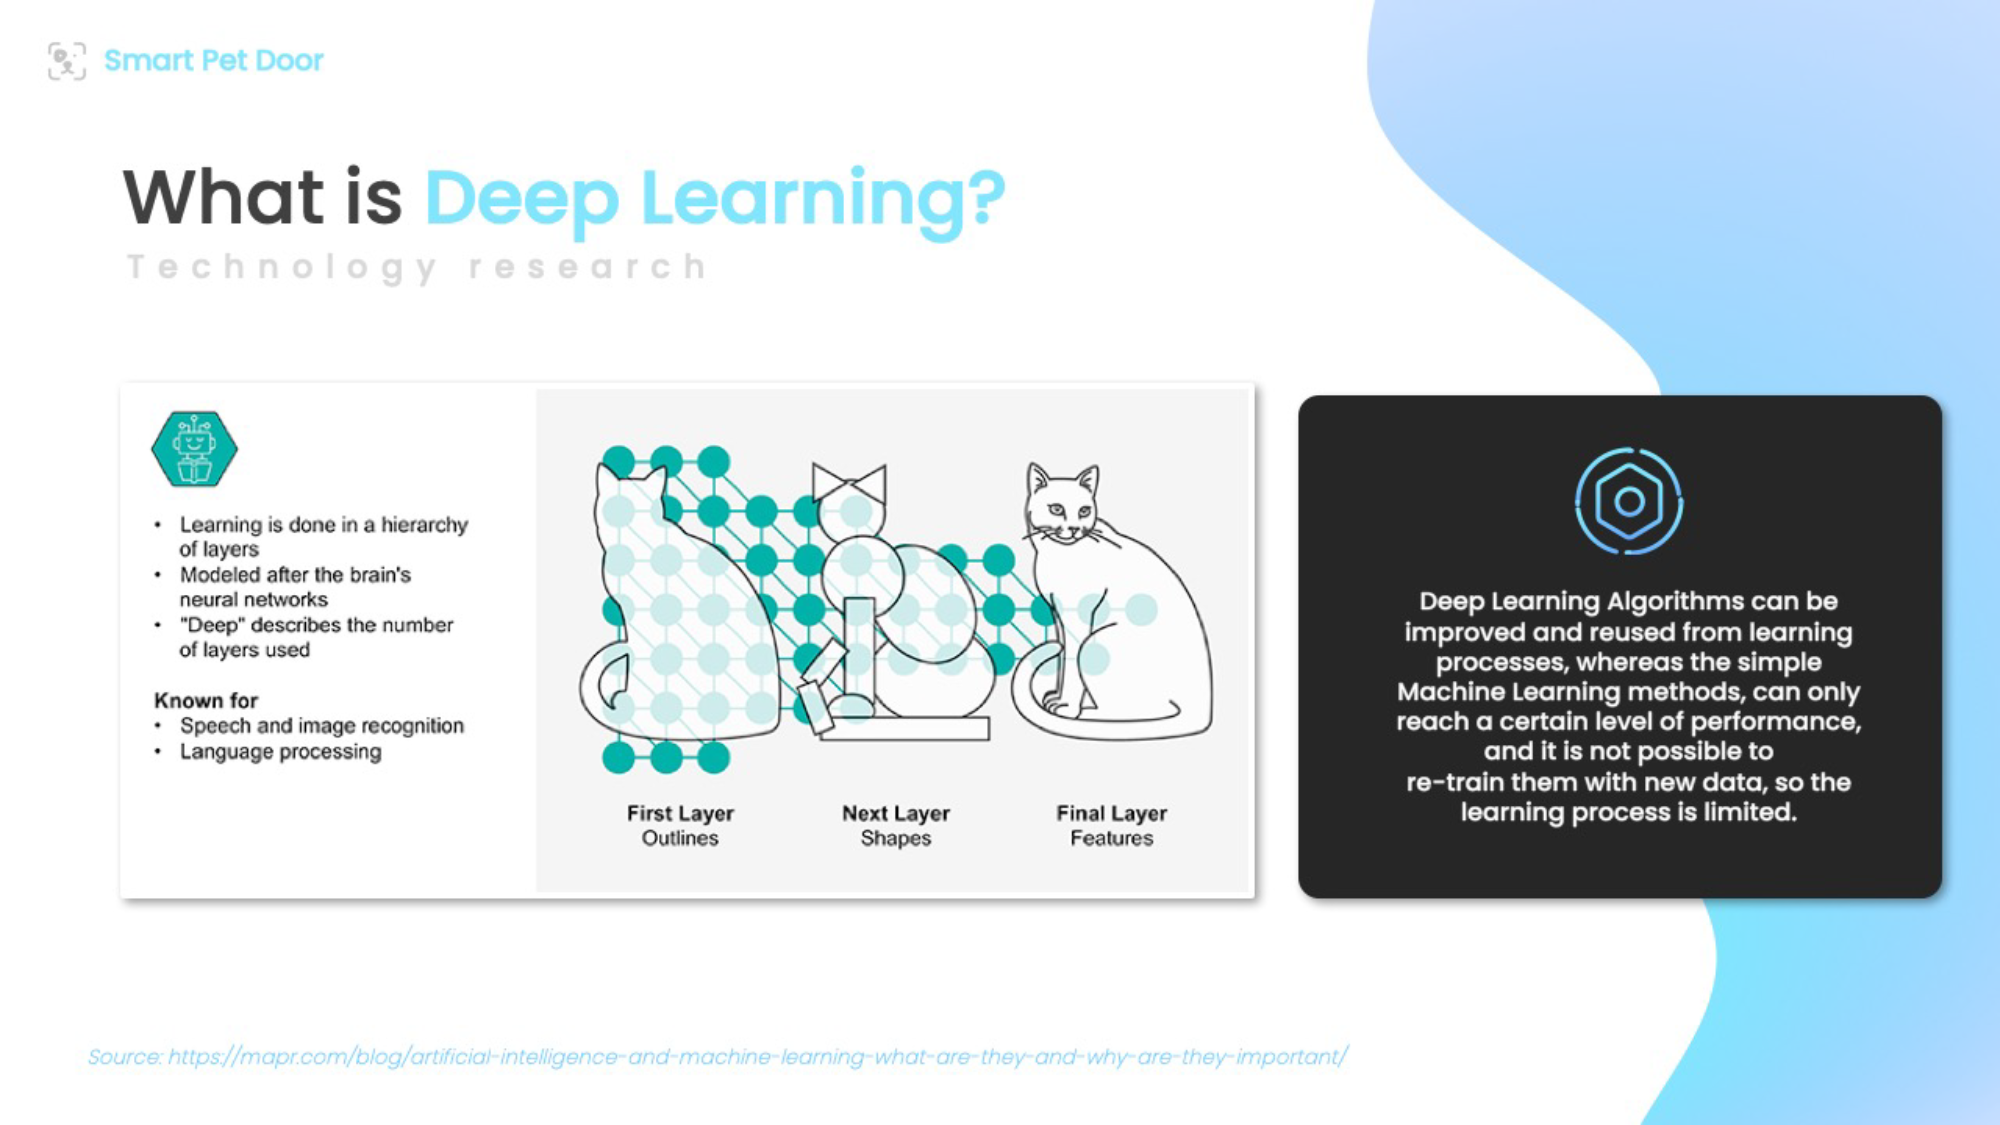 Smart Pet Door
What is Deep Learning?
Technology research
• Learning is done in a hierarchy
of layers
• Modeled after the brain's
neural networks
• "Deep" describes the number
of layers used
Known for
• Speech and image recognition
• Language processing
First Layer
Outlines
Next Layer
Shapes
Final Layer
Features
Deep Learning Algorithms can be
improved and reused from learning
processes, whereas the simple
Machine Learning methods, can only
reach a certain level of performance,
and it is not possible to
re-train them with new data, so the
learning process is limited.
Source: https://mapr.com/blog/artificial-intelligence-and-machine-learning-what-are-they-and-why-are-they-important/